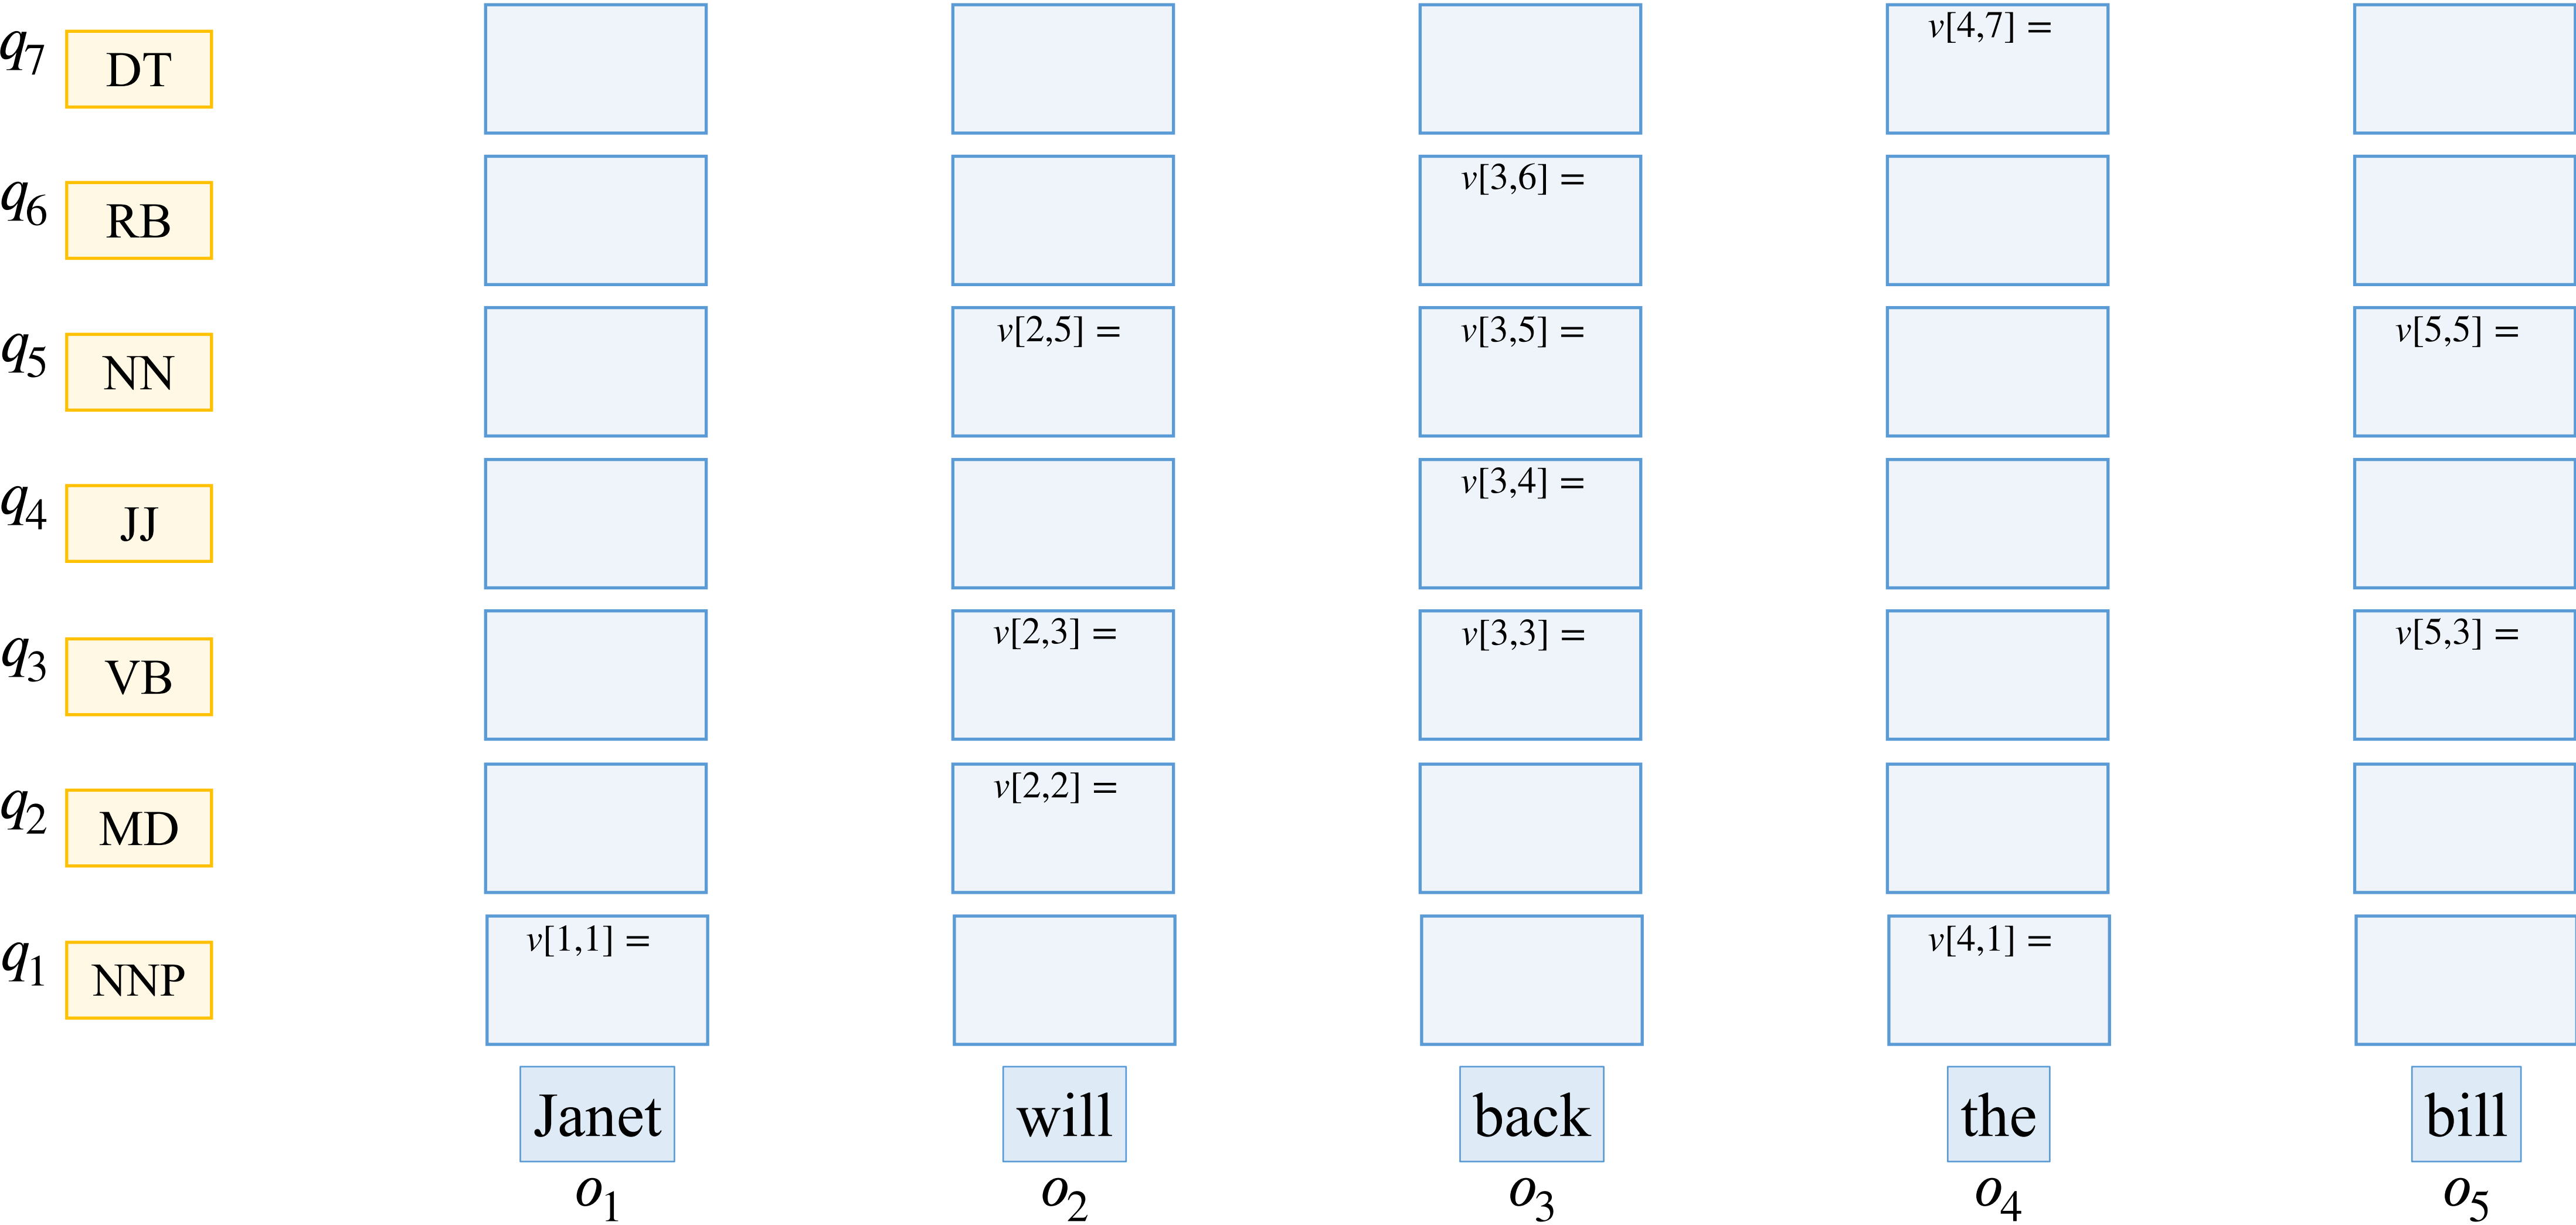 q7 DT v[4,7] =
q6 RB v[3,6] =
q5 NN v[2,5] = v[3,5] = v[5,5] =
q4 JJ v[3,4] =
q3 VB v[2,3] = v[3,3] = v[5,3] =
q2 MD v[2,2] =
q1 NNP v[1,1] = v[4,1] =
Janet will back the bill
o1 o2 o3 o4 o5